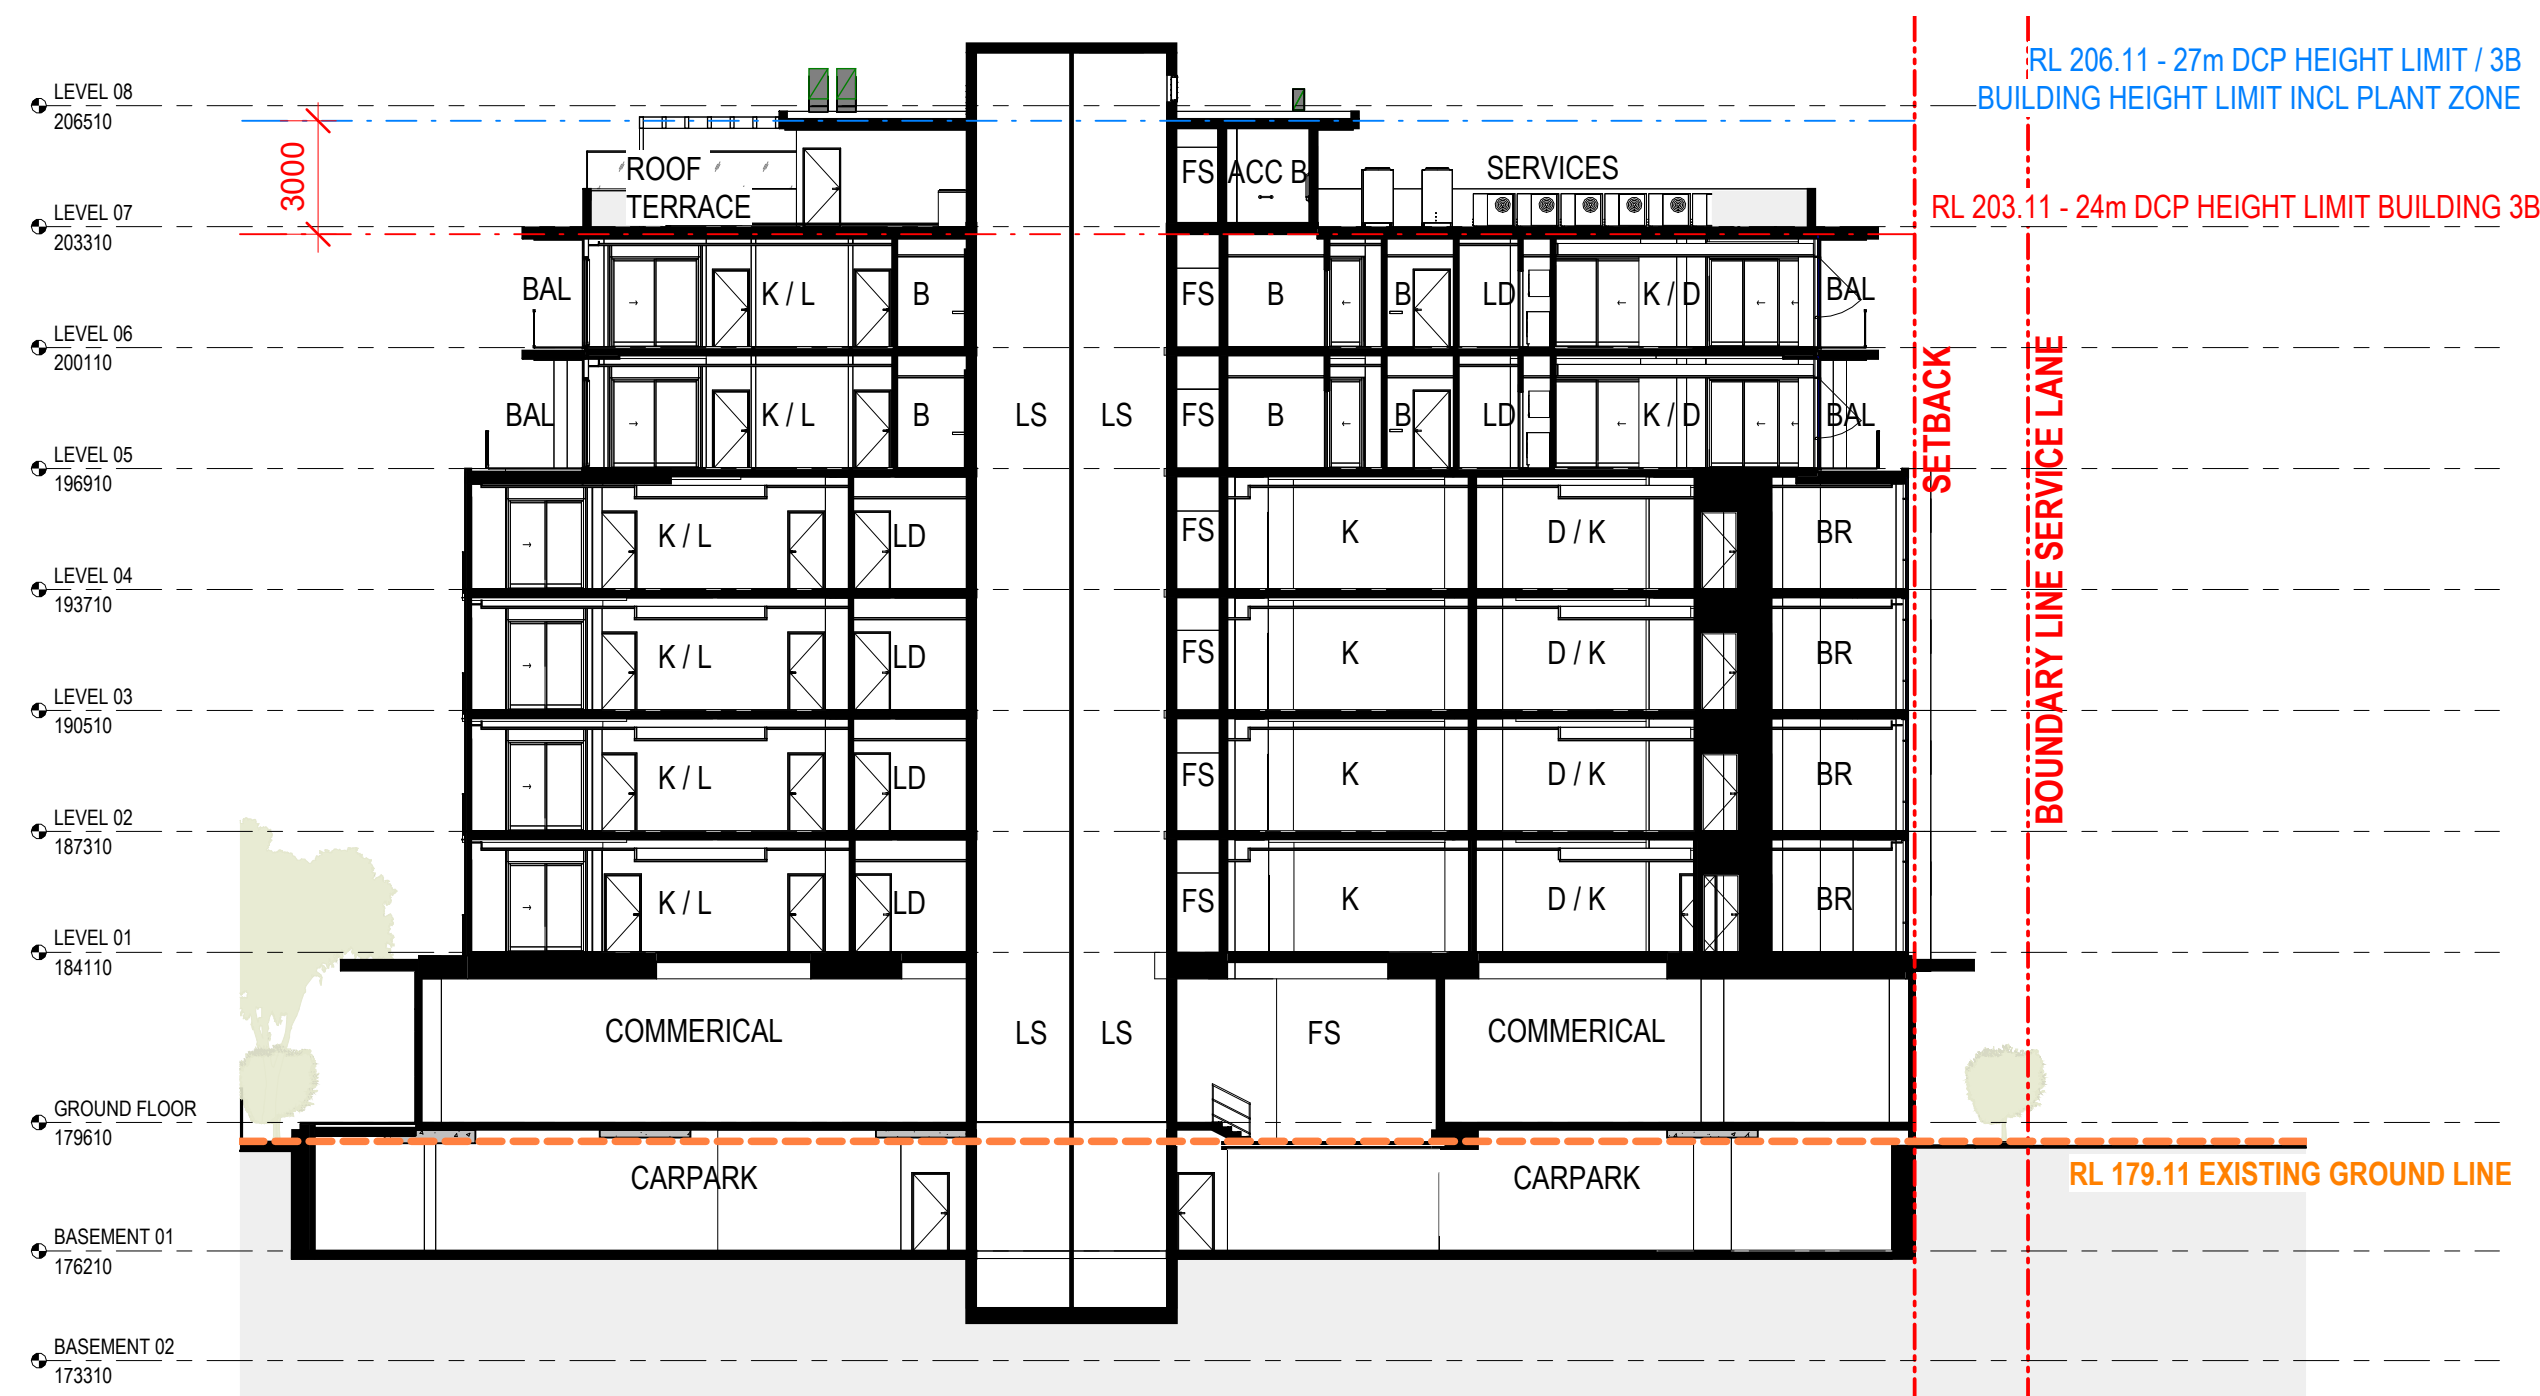 RL 206.11 - 27m DCP HEIGHT LIMIT / 3B
BUILDING HEIGHT LIMIT INCL PLANT ZONE
LEVEL 08
206510
3000
ROOF
TERRACE
FS
ACC B
SERVICES
LEVEL 07
203310
RL 203.11 - 24m DCP HEIGHT LIMIT BUILDING 3B
BAL
K / L
B
FS
B
B
LD
K / D
BAL
LEVEL 06
200110
BAL
K / L
B
LS
LS
FS
B
B
LD
K / D
BAL
SETBACK
BOUNDARY LINE SERVICE LANE
LEVEL 05
196910
K / L
LD
FS
K
D / K
BR
LEVEL 04
193710
K / L
LD
FS
K
D / K
BR
LEVEL 03
190510
K / L
LD
FS
K
D / K
BR
LEVEL 02
187310
K / L
LD
FS
K
D / K
BR
LEVEL 01
184110
COMMERICAL
LS
LS
FS
COMMERICAL
GROUND FLOOR
179610
CARPARK
CARPARK
RL 179.11 EXISTING GROUND LINE
BASEMENT 01
176210
BASEMENT 02
173310